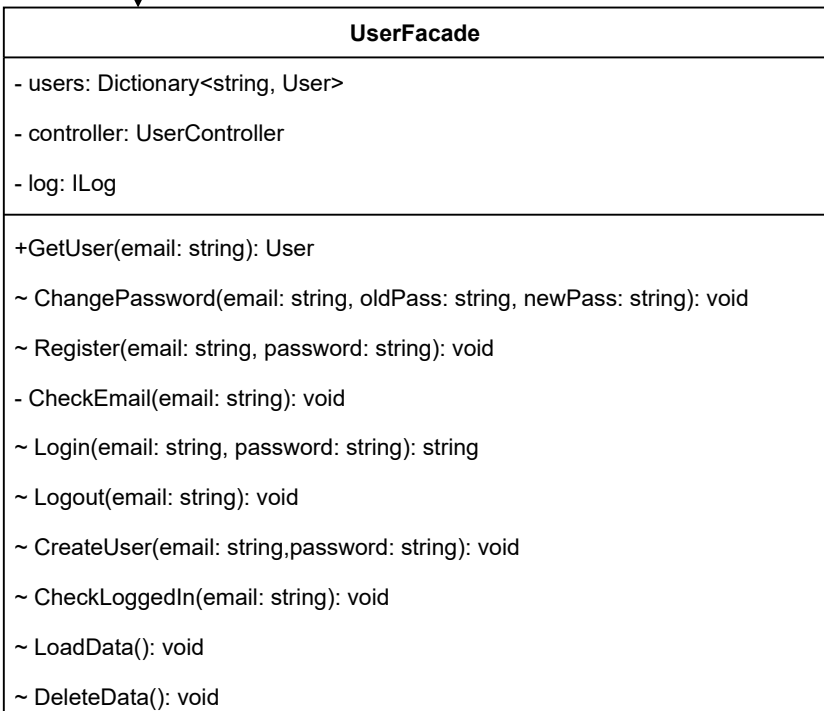 UserFacade
- users: Dictionary<string, User>
- controller: UserController
- log: ILog
+GetUser(email: string): User
~ ChangePassword(email: string, oldPass: string, newPass: string): void
~ Register(email: string, password: string): void
- CheckEmail(email: string): void
~ Login(email: string, password: string): string
~ Logout(email: string): void
~ CreateUser(email: string,password: string): void
~ CheckLoggedIn(email: string): void
~ LoadData(): void
~ DeleteData(): void